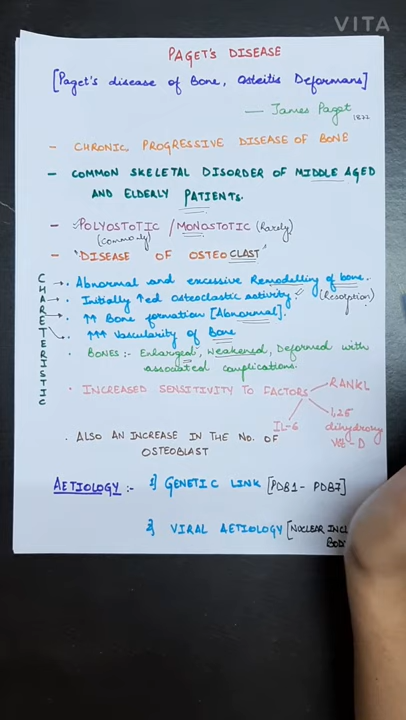 VITA
PAGET'S DISEASE
[Paget's disease of Bone, Osteitis Deformans]
— James Paget
1877
- CHRONIC PROGRESSIVE DISEASE OF BONE
- COMMON SKELETAL DISORDER OF MIDDLE AGED
AND ELDERLY PATIENTS.
- POLYOSTOTIC / MONOSTOTIC (Rarely)
(Commonly)
- "DISEASE OF OSTEOCLAST"
CHARETERISTIC
Abnormal and excessive Remodelling of bone.
Initially ↑ed osteoclastic activity (Resorption)
↑↑ Bone formation [Abnormal].
↑↑↑ Vascularity of Bone
· BONES :- Enlarged, Weakened, Deformed with
associated complications.
· INCREASED SENSITIVITY TO FACTORS
RANKL
IL-6
1,25
dihydroxy
Vit-D
· ALSO AN INCREASE IN THE NO. OF
OSTEOBLAST
AETIOLOGY :- 1] GENETIC LINK [PDB1 - PDB7]
2] VIRAL AETIOLOGY [NUCLEAR INCL
BOD